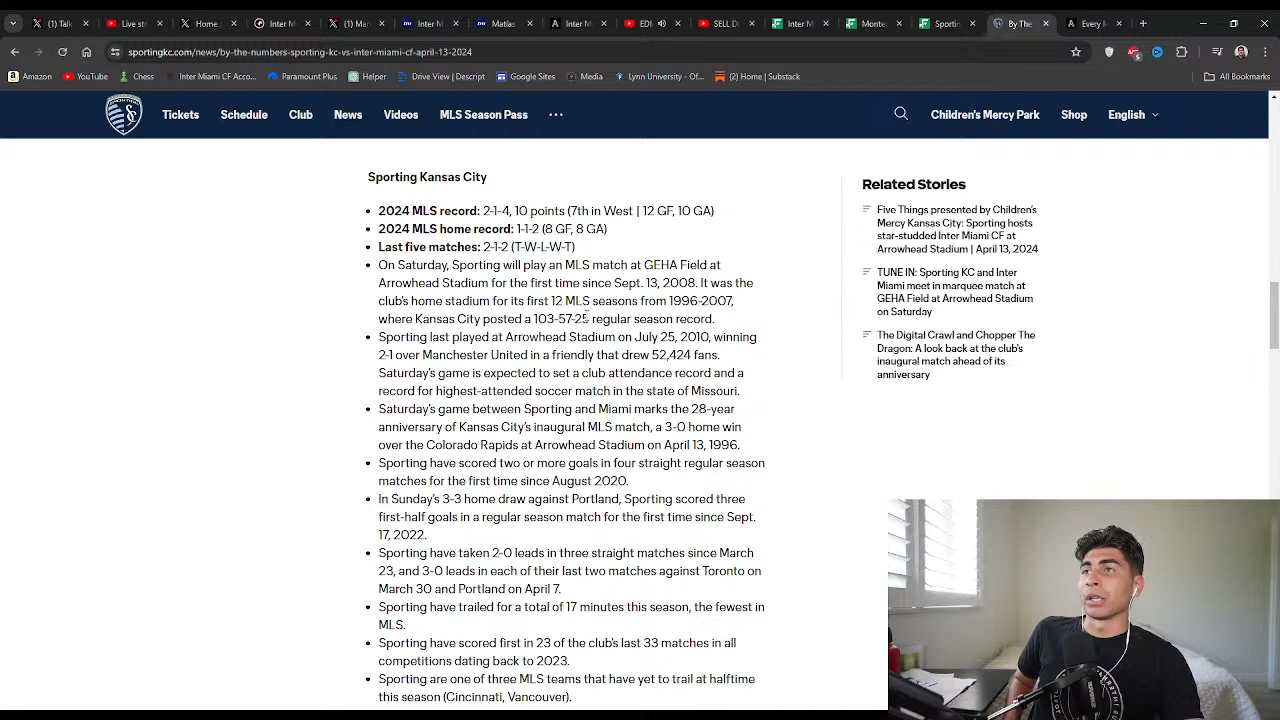 Talk
Live st
Home
Inter M
Mar
Inter M
Matias
Inter M
EDI
SELL D
Inter M
Monte
Sportin
By The
Every M
sportingkc.com/news/by-the-numbers-sporting-kc-vs-inter-miami-cf-april-13-2024
Amazon
YouTube
Chess
Inter Miami CF Acco...
Paramount Plus
Helper
Drive View | Descript
Google Sites
Media
Lynn University - Of...
(2) Home | Substack
All Bookmarks
Tickets
Schedule
Club
News
Videos
MLS Season Pass
Children's Mercy Park
Shop
English
Sporting Kansas City
2024 MLS record: 2-1-4, 10 points (7th in West | 12 GF, 10 GA)
2024 MLS home record: 1-1-2 (8 GF, 8 GA)
Last five matches: 2-1-2 (T-W-L-W-T)
On Saturday, Sporting will play an MLS match at GEHA Field at
Arrowhead Stadium for the first time since Sept. 13, 2008. It was the
club's home stadium for its first 12 MLS seasons from 1996-2007,
where Kansas City posted a 103-57-25 regular season record.
Sporting last played at Arrowhead Stadium on July 25, 2010, winning
2-1 over Manchester United in a friendly that drew 52,424 fans.
Saturday's game is expected to set a club attendance record and a
record for highest-attended soccer match in the state of Missouri.
Saturday's game between Sporting and Miami marks the 28-year
anniversary of Kansas City's inaugural MLS match, a 3-0 home win
over the Colorado Rapids at Arrowhead Stadium on April 13, 1996.
Sporting have scored two or more goals in four straight regular season
matches for the first time since August 2020.
In Sunday's 3-3 home draw against Portland, Sporting scored three
first-half goals in a regular season match for the first time since Sept.
17, 2022.
Sporting have taken 2-0 leads in three straight matches since March
23, and 3-0 leads in each of their last two matches against Toronto on
March 30 and Portland on April 7.
Sporting have trailed for a total of 17 minutes this season, the fewest in
MLS.
Sporting have scored first in 23 of the club's last 33 matches in all
competitions dating back to 2023.
Sporting are one of three MLS teams that have yet to trail at halftime
this season (Cincinnati, Vancouver).
Related Stories
Five Things presented by Children's
Mercy Kansas City: Sporting hosts
star-studded Inter Miami CF at
Arrowhead Stadium | April 13, 2024
TUNE IN: Sporting KC and Inter
Miami meet in marquee match at
GEHA Field at Arrowhead Stadium
on Saturday
The Digital Crawl and Chopper The
Dragon: A look back at the club's
inaugural match ahead of its
anniversary